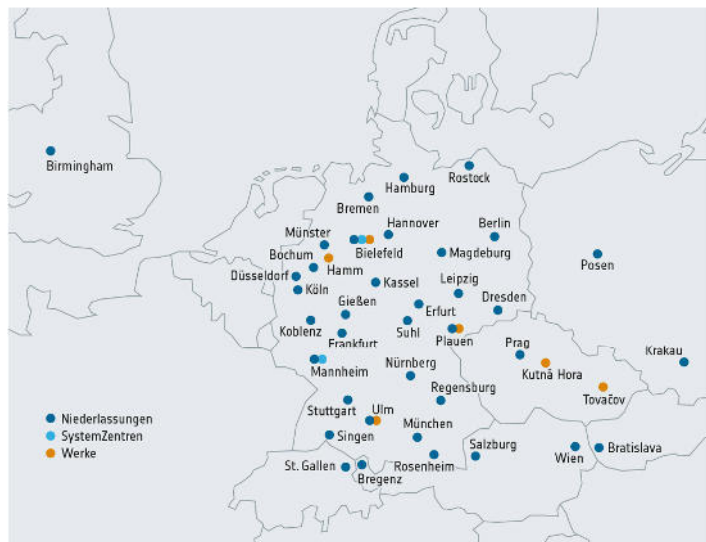 Birmingham
Rostock
Hamburg
Bremen
Hannover
Berlin
Münster
Bielefeld
Bochum
Hamm
Magdeburg
Posen
Düsseldorf
Köln
Kassel
Leipzig
Gießen
Erfurt
Dresden
Koblenz
Frankfurt
Suhl
Plauen
Prag
Krakau
Mannheim
Nürnberg
Kutná Hora
Regensburg
Tovačov
Stuttgart
Ulm
Niederlassungen
SystemZentren
Werke
Singen
München
Salzburg
Wien
Bratislava
St. Gallen
Bregenz
Rosenheim